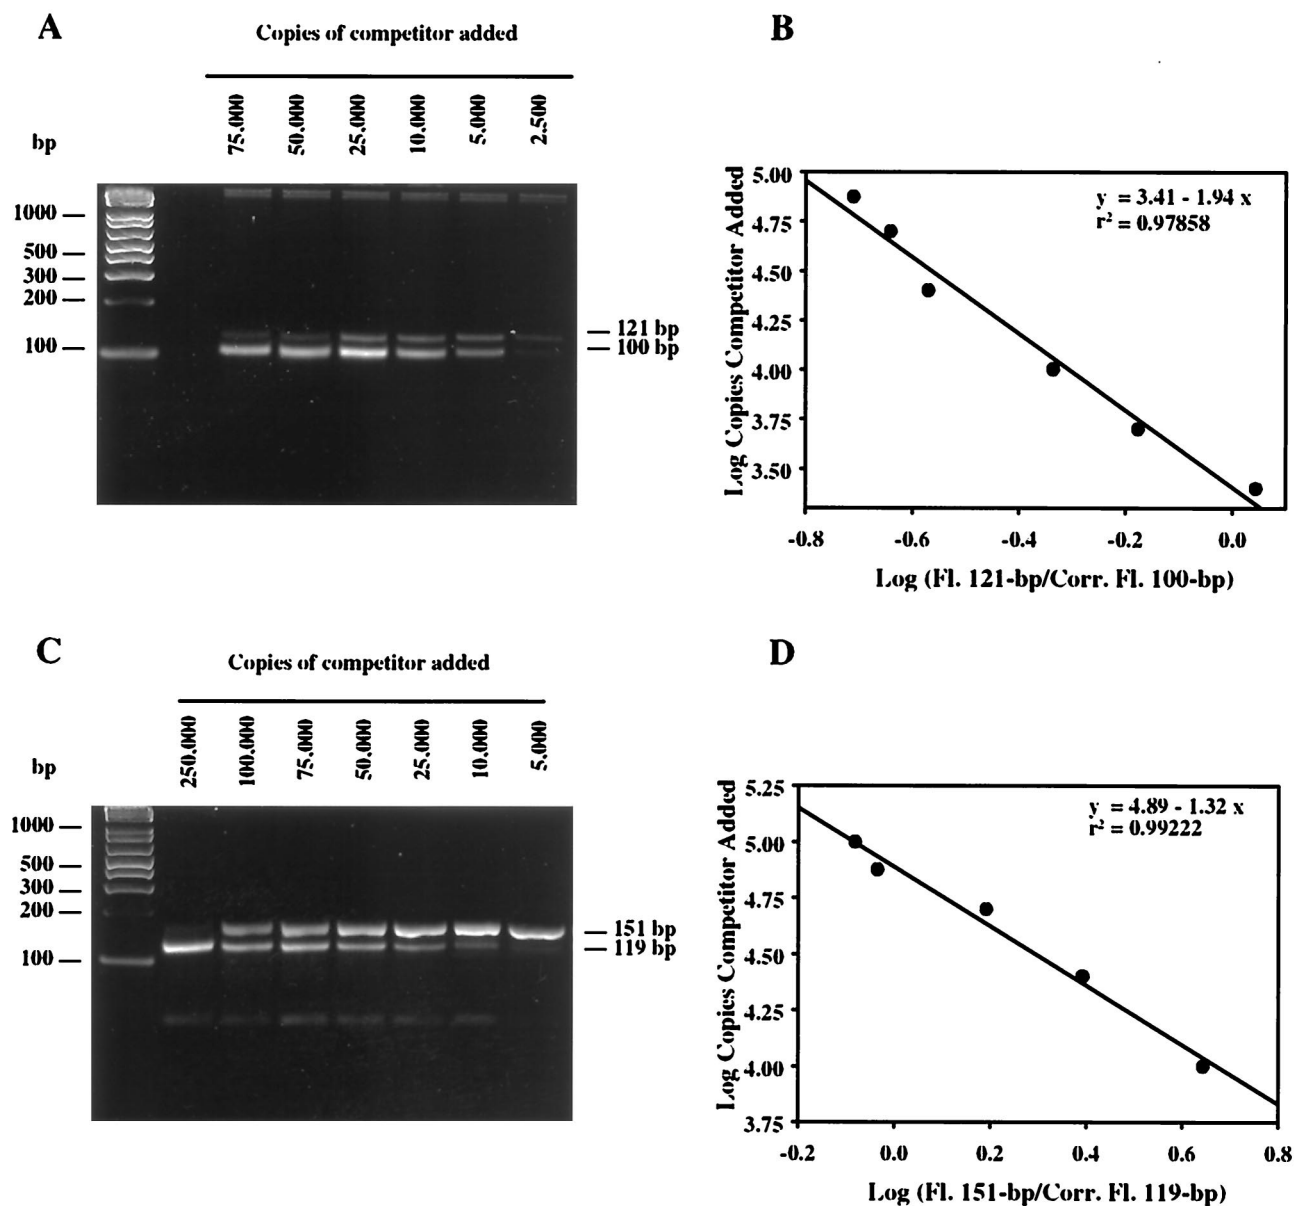 A
Copies of competitor added
75.000
50.000
25.000
10.000
5.000
2.500
bp
1000
500
300
200
100
121 bp
100 bp
B
Log Copies Competitor Added
5.00
4.75
4.50
4.25
4.00
3.75
3.50
y = 3.41 - 1.94 x
r² = 0.97858
-0.8
-0.6
-0.4
-0.2
0.0
Log (Fl. 121-bp/Corr. Fl. 100-bp)
C
Copies of competitor added
250.000
100.000
75.000
50.000
25.000
10.000
5.000
bp
1000
500
300
200
100
151 bp
119 bp
D
Log Copies Competitor Added
5.25
5.00
4.75
4.50
4.25
4.00
3.75
y = 4.89 - 1.32 x
r² = 0.99222
-0.2
0.0
0.2
0.4
0.6
0.8
Log (Fl. 151-bp/Corr. Fl. 119-bp)